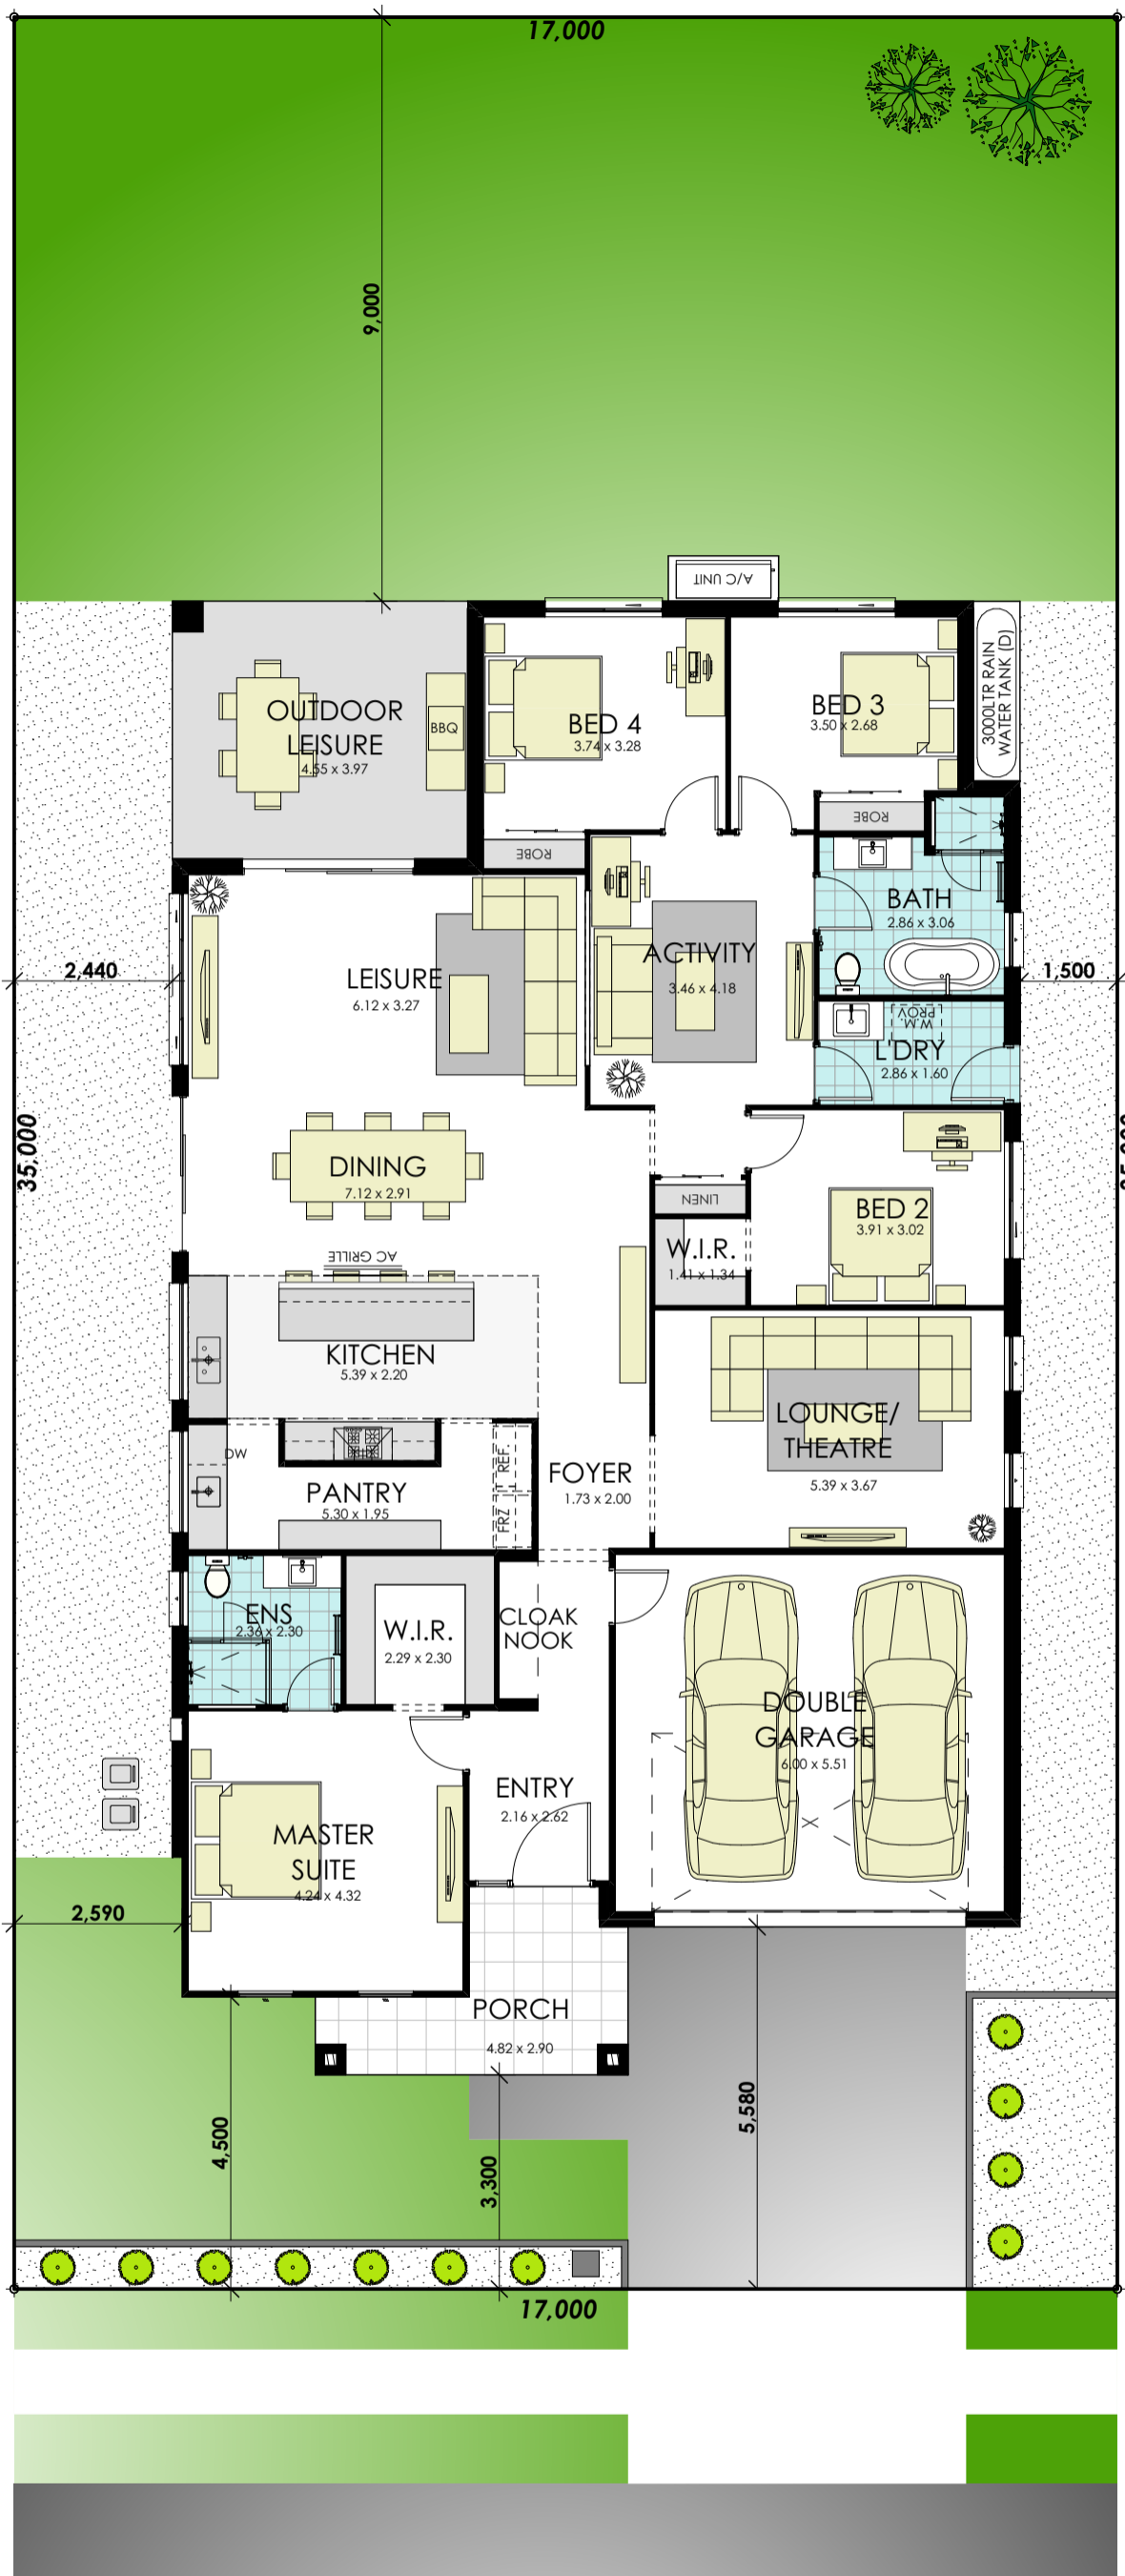 17,000
9,000
A/C UNIT
3000LTR RAIN
WATER TANK (D)
OUTDOOR
LEISURE
4.55 x 3.97
BBQ
BED 4
3.74 x 3.28
BED 3
3.50 x 2.68
ROBE
ROBE
BATH
2.86 x 3.06
ACTIVITY
3.46 x 4.18
LEISURE
6.12 x 3.27
2,440
1,500
W.M.
PROV.
L'DRY
2.86 x 1.60
35,000
DINING
7.12 x 2.91
LINEN
BED 2
3.91 x 3.02
W.I.R.
1.41 x 1.34
AC GRILLE
KITCHEN
5.39 x 2.20
LOUNGE/
THEATRE
5.39 x 3.67
DW
REF
FRZ
PANTRY
5.30 x 1.95
FOYER
1.73 x 2.00
ENS
2.36 x 2.30
W.I.R.
2.29 x 2.30
CLOAK
NOOK
DOUBLE
GARAGE
6.00 x 5.51
ENTRY
2.16 x 2.62
MASTER
SUITE
4.24 x 4.32
2,590
PORCH
4.82 x 2.90
4,500
3,300
5,580
17,000